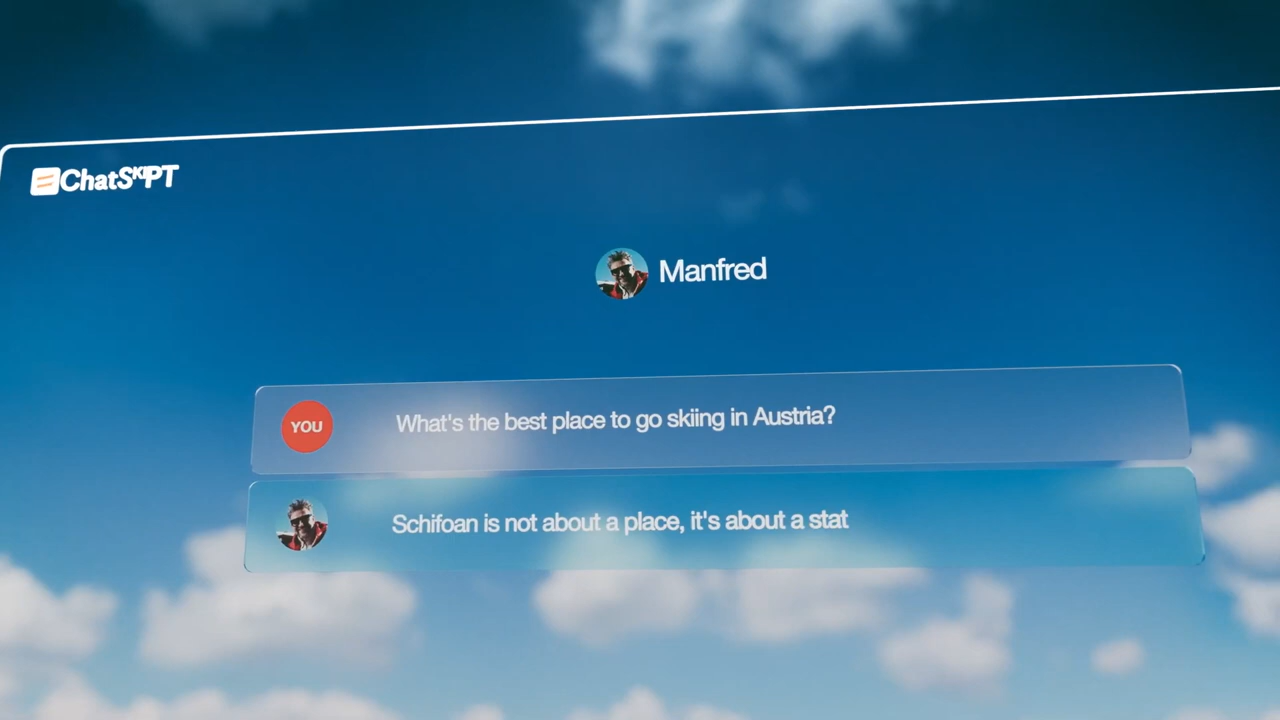 ChatSKIPT
Manfred
YOU
What's the best place to go skiing in Austria?
Schifoan is not about a place, it's about a stat